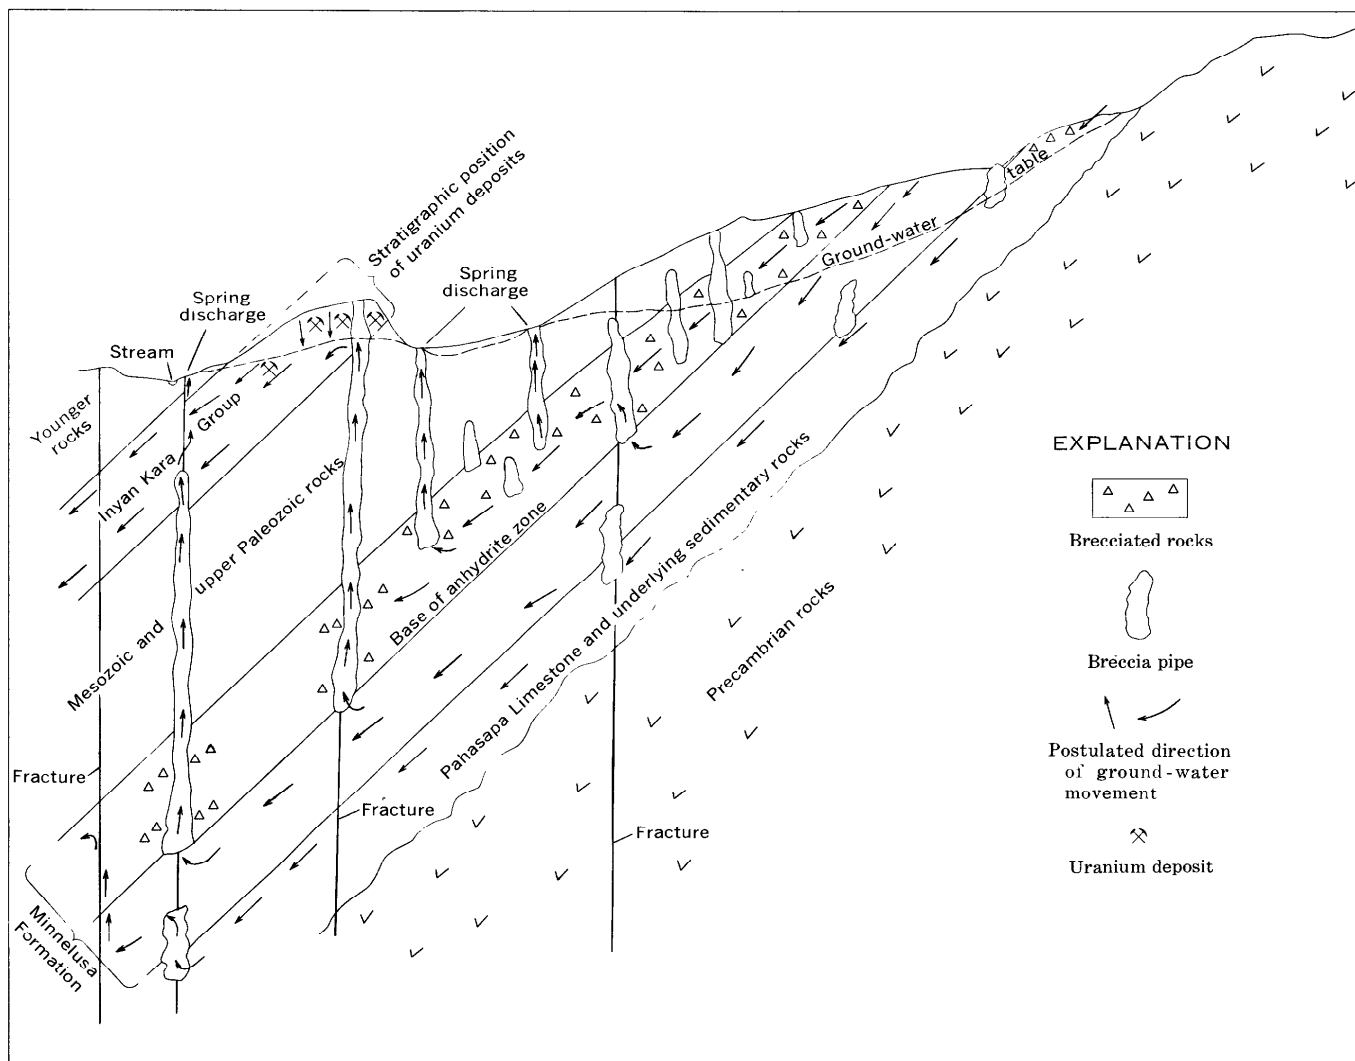 Stratigraphic position
of uranium deposits
Spring
discharge
Spring
discharge
Stream
Ground-water
table
Younger
rocks
Inyan Kara
Group
Mesozoic and
upper Paleozoic rocks
Base of anhydrite zone
Pahasapa Limestone and underlying sedimentary rocks
Precambrian rocks
Fracture
Fracture
Fracture
Minnelusa
Formation
EXPLANATION
Brecciated rocks
Breccia pipe
Postulated direction
of ground-water
movement
Uranium deposit